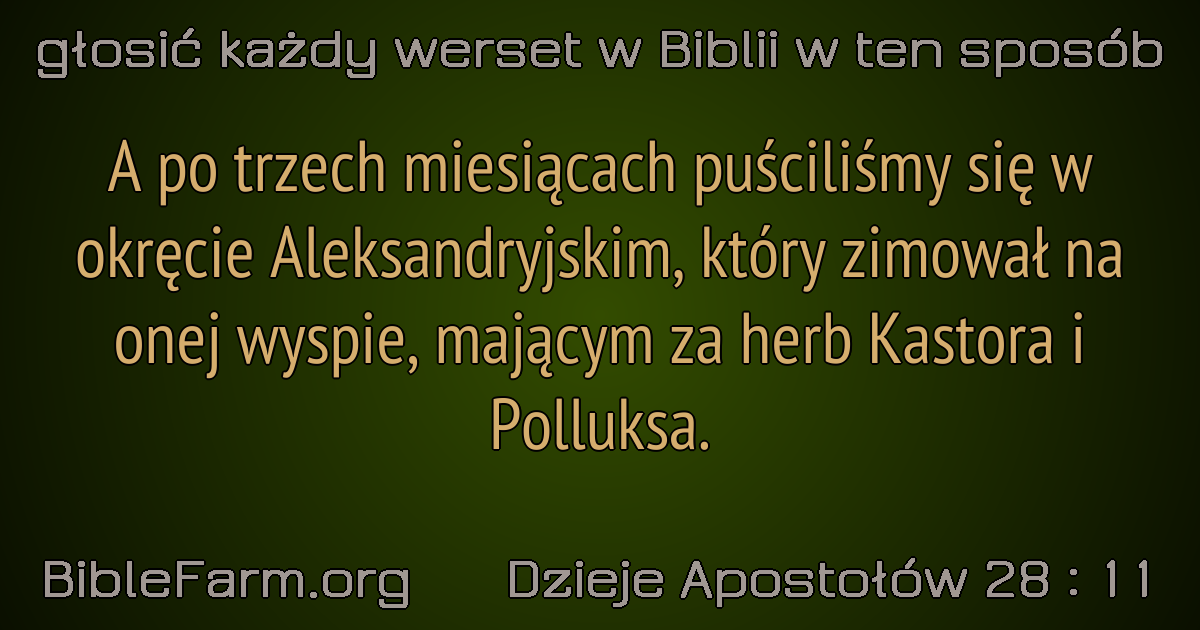 głosić każdy werset w Biblii w ten sposób
A po trzech miesiącach puściliśmy się w
okręcie Aleksandryjskim, który zimował na
onej wyspie, mającym za herb Kastora i
Polluksa.
BibleFarm.org
Dzieje Apostołów 28 : 11